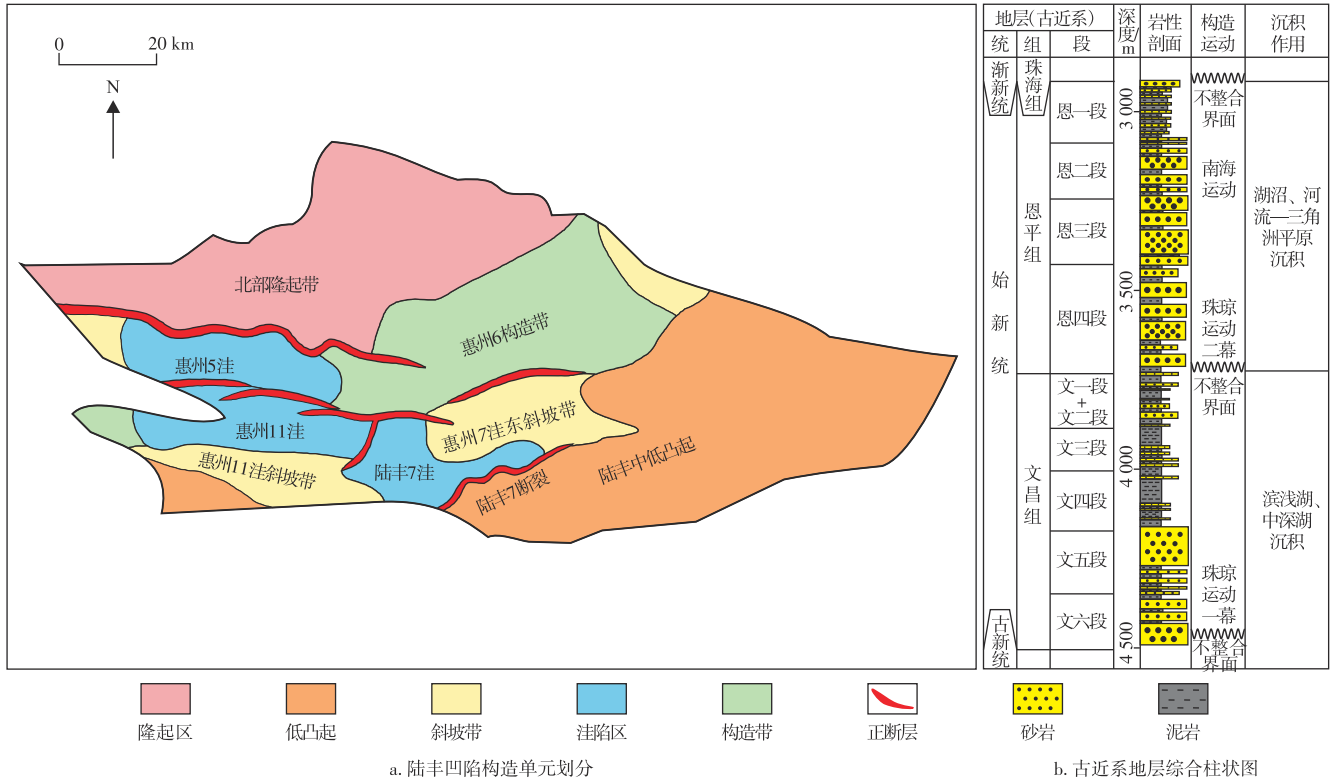 0
20 km
N
北部隆起带
惠州6构造带
惠州5洼
惠州11洼
惠州7洼东斜坡带
惠州11洼斜坡带
陆丰7洼
陆丰7断裂
陆丰中低凸起
地层(古近系)
统
组
段
深度/m
岩性剖面
构造运动
沉积作用
渐新统
珠海组
始新统
恩平组
恩一段
恩二段
恩三段
恩四段
文昌组
文一段
+
文二段
文三段
文四段
文五段
文六段
古新统
3 000
3 500
4 000
4 500
不整合
界面
南海
运动
珠琼
运动
二幕
不整合
界面
珠琼
运动
一幕
不整合
界面
湖沼、河
流—三角
洲平原
沉积
滨浅湖、
中深湖
沉积
隆起区
低凸起
斜坡带
洼陷区
构造带
正断层
砂岩
泥岩
a. 陆丰凹陷构造单元划分
b. 古近系地层综合柱状图